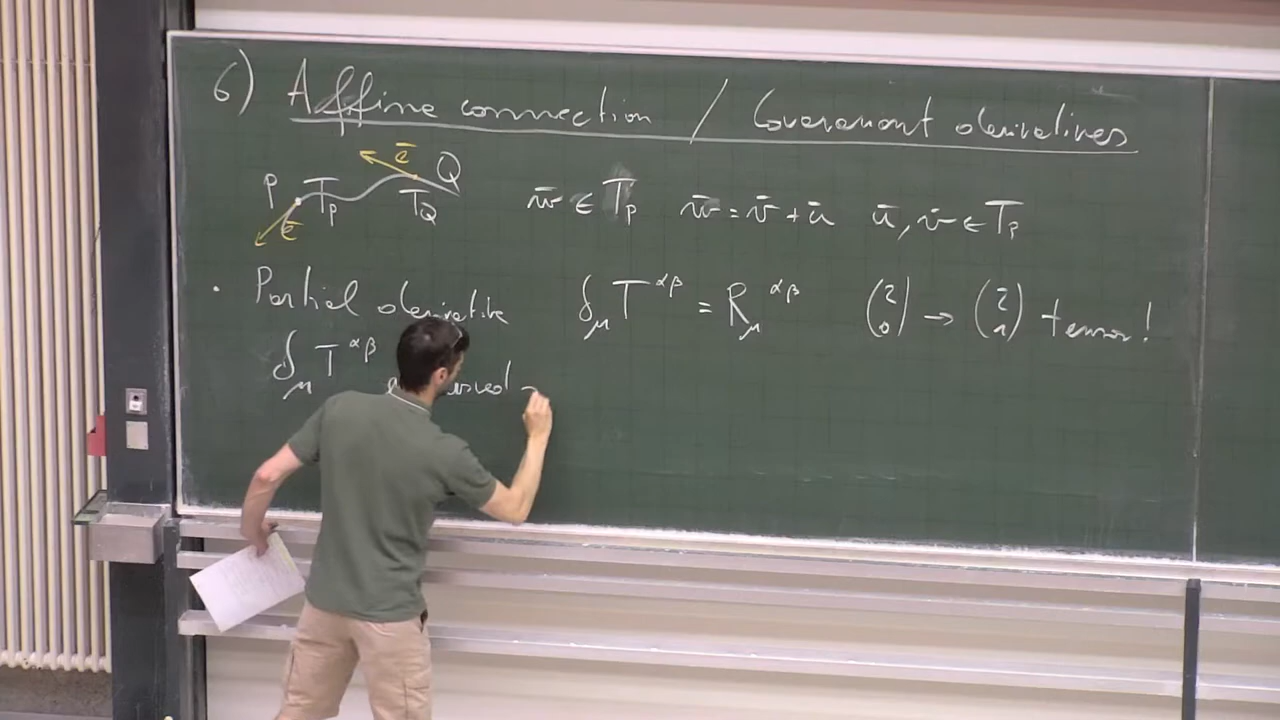 6) Affine connection / Covariant derivatives
P T_P ē Q T_Q ē w̄ ∈ T_P w̄ = v̄ + ū ū, v̄ ∈ T_P
· Partial derivative ∂_μ T^αβ = R_μ^αβ (2 0) → (2 1) tensor!
∂_μ T^αβ